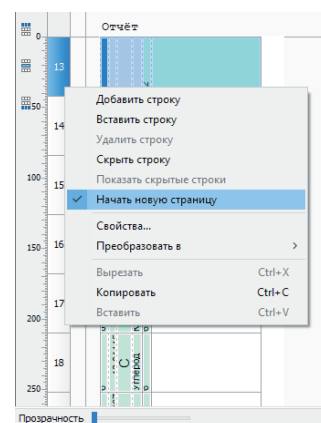 Отчёт
0
13
50
Добавить строку
Вставить строку
14
Удалить строку
Скрыть строку
100
Показать скрытые строки
15
Начать новую страницу
Свойства...
150
16
Преобразовать в
Вырезать Ctrl+X
17
Копировать Ctrl+C
200
Вставить Ctrl+V
18
С
углерод
250
Прозрачность